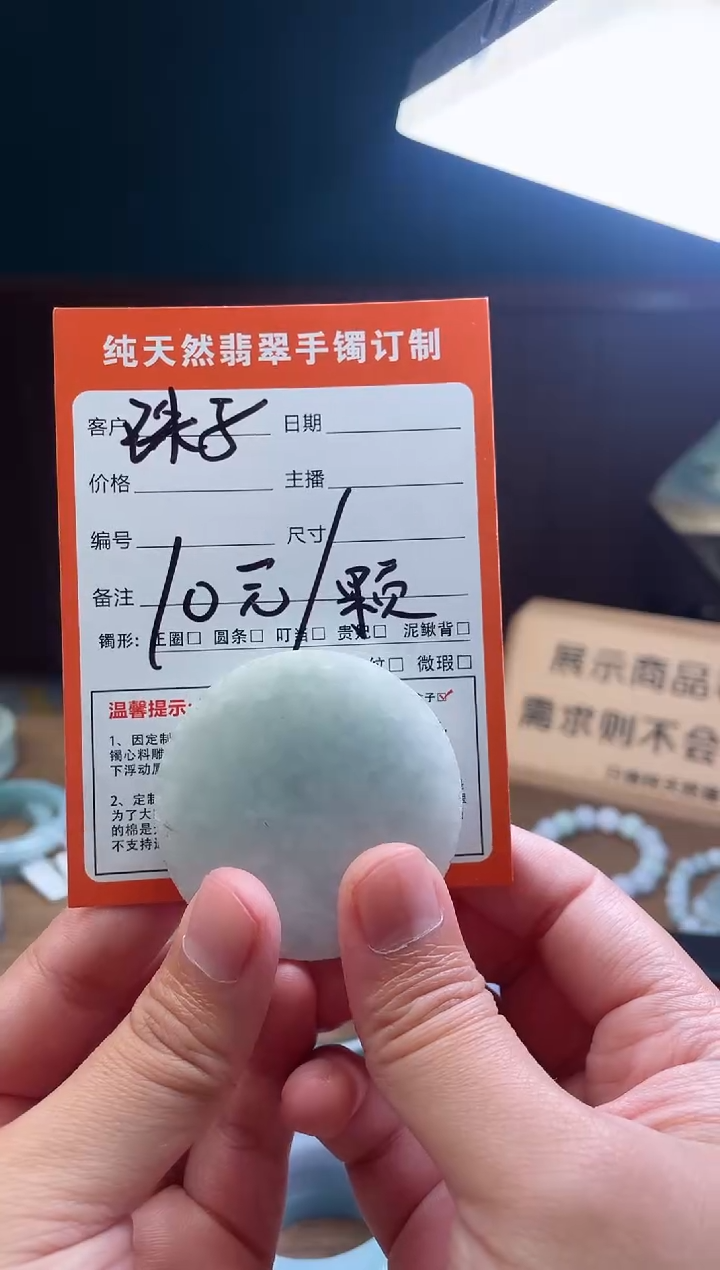 纯天然翡翠手镯订制
客户 珠子 日期
价格 主播
编号 尺寸
备注 10元/颗
镯形: 正圈□ 圆条□ 叮当□ 贵妃□ 泥鳅背□
纹□ 微瑕□
温馨提示:
子☑
1、因定制
镯心料雕
下浮动属
2、定制
为了大
的棉是
不支持
展示商品
需求则不会